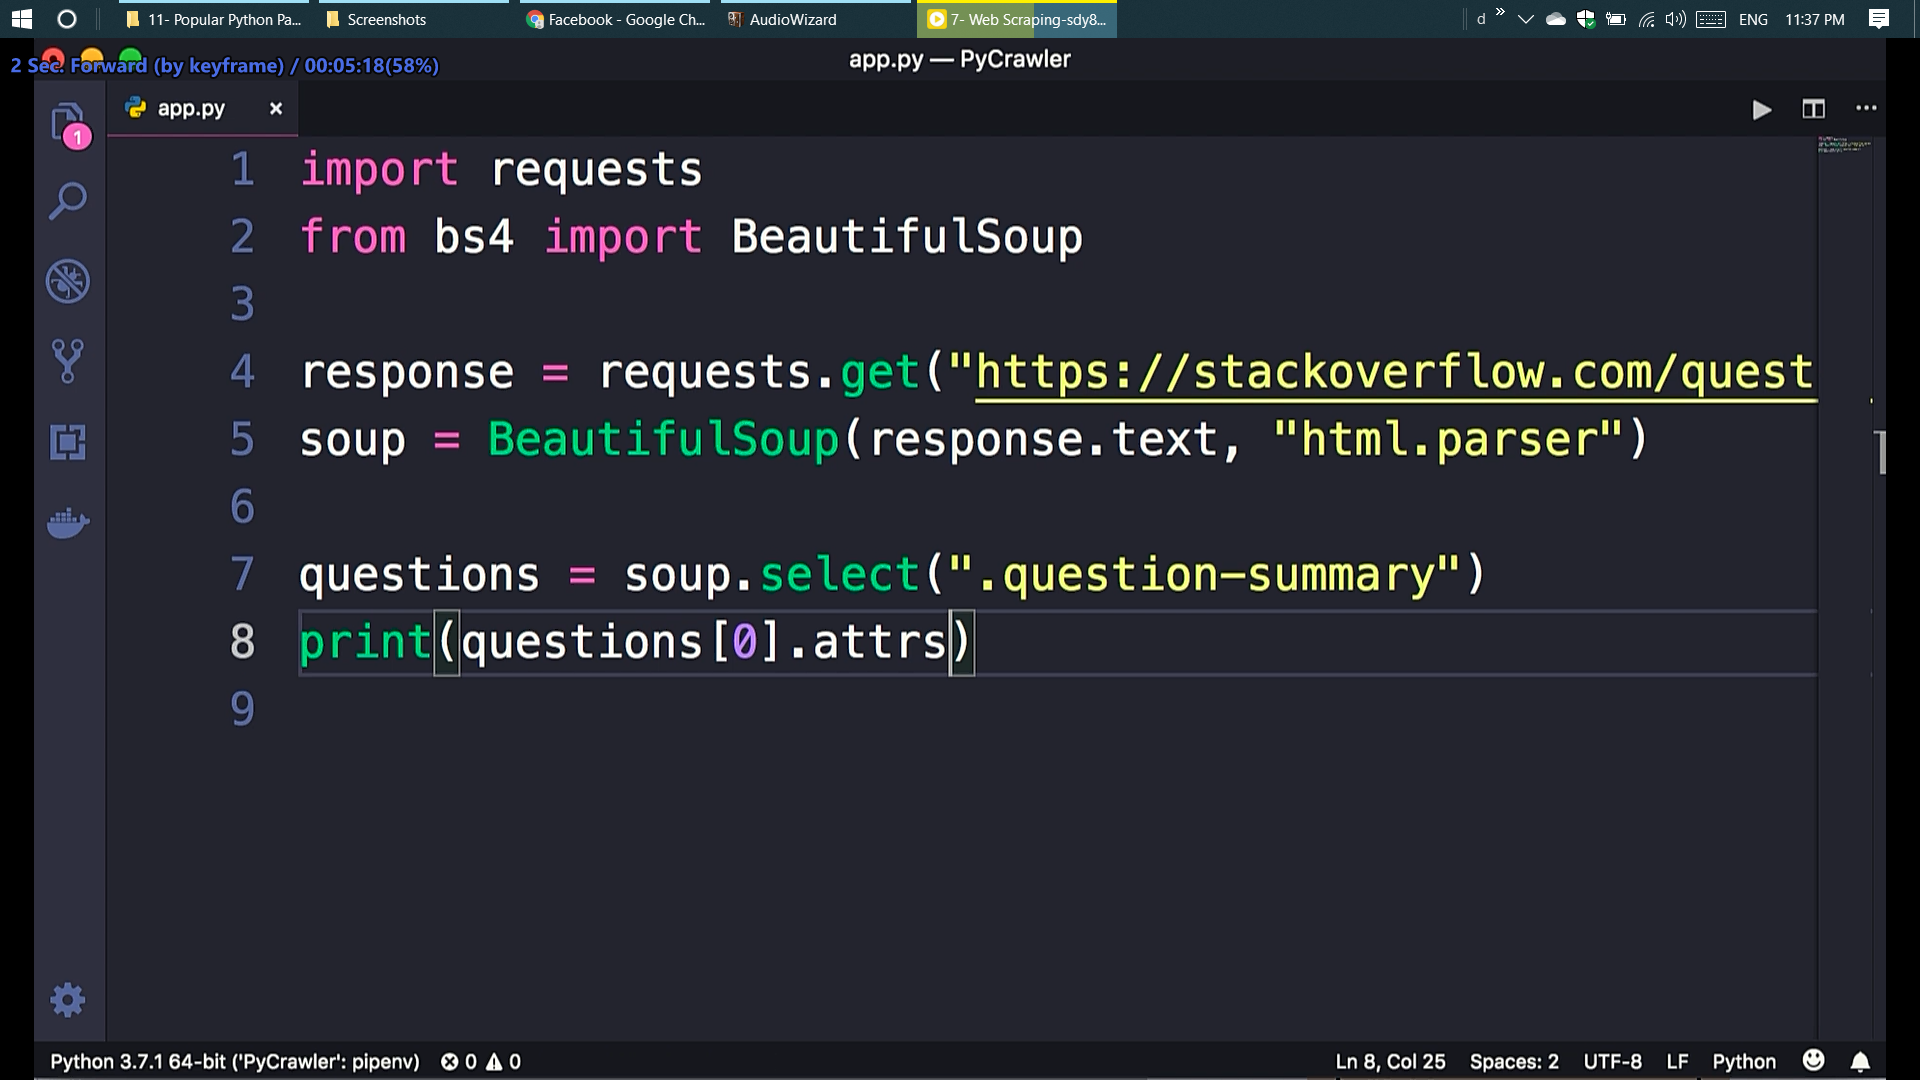 11- Popular Python Pa...
Screenshots
Facebook - Google Ch...
AudioWizard
7- Web Scraping-sdy8...
d »
ENG
11:37 PM
2 Sec. Forward (by keyframe) / 00:05:18(58%)
app.py — PyCrawler
1
app.py ×
1 import requests
2 from bs4 import BeautifulSoup
3
4 response = requests.get("https://stackoverflow.com/quest
5 soup = BeautifulSoup(response.text, "html.parser")
6
7 questions = soup.select(".question-summary")
8 print(questions[0].attrs)
9
Python 3.7.1 64-bit ('PyCrawler': pipenv) 0 0 Ln 8, Col 25 Spaces: 2 UTF-8 LF Python